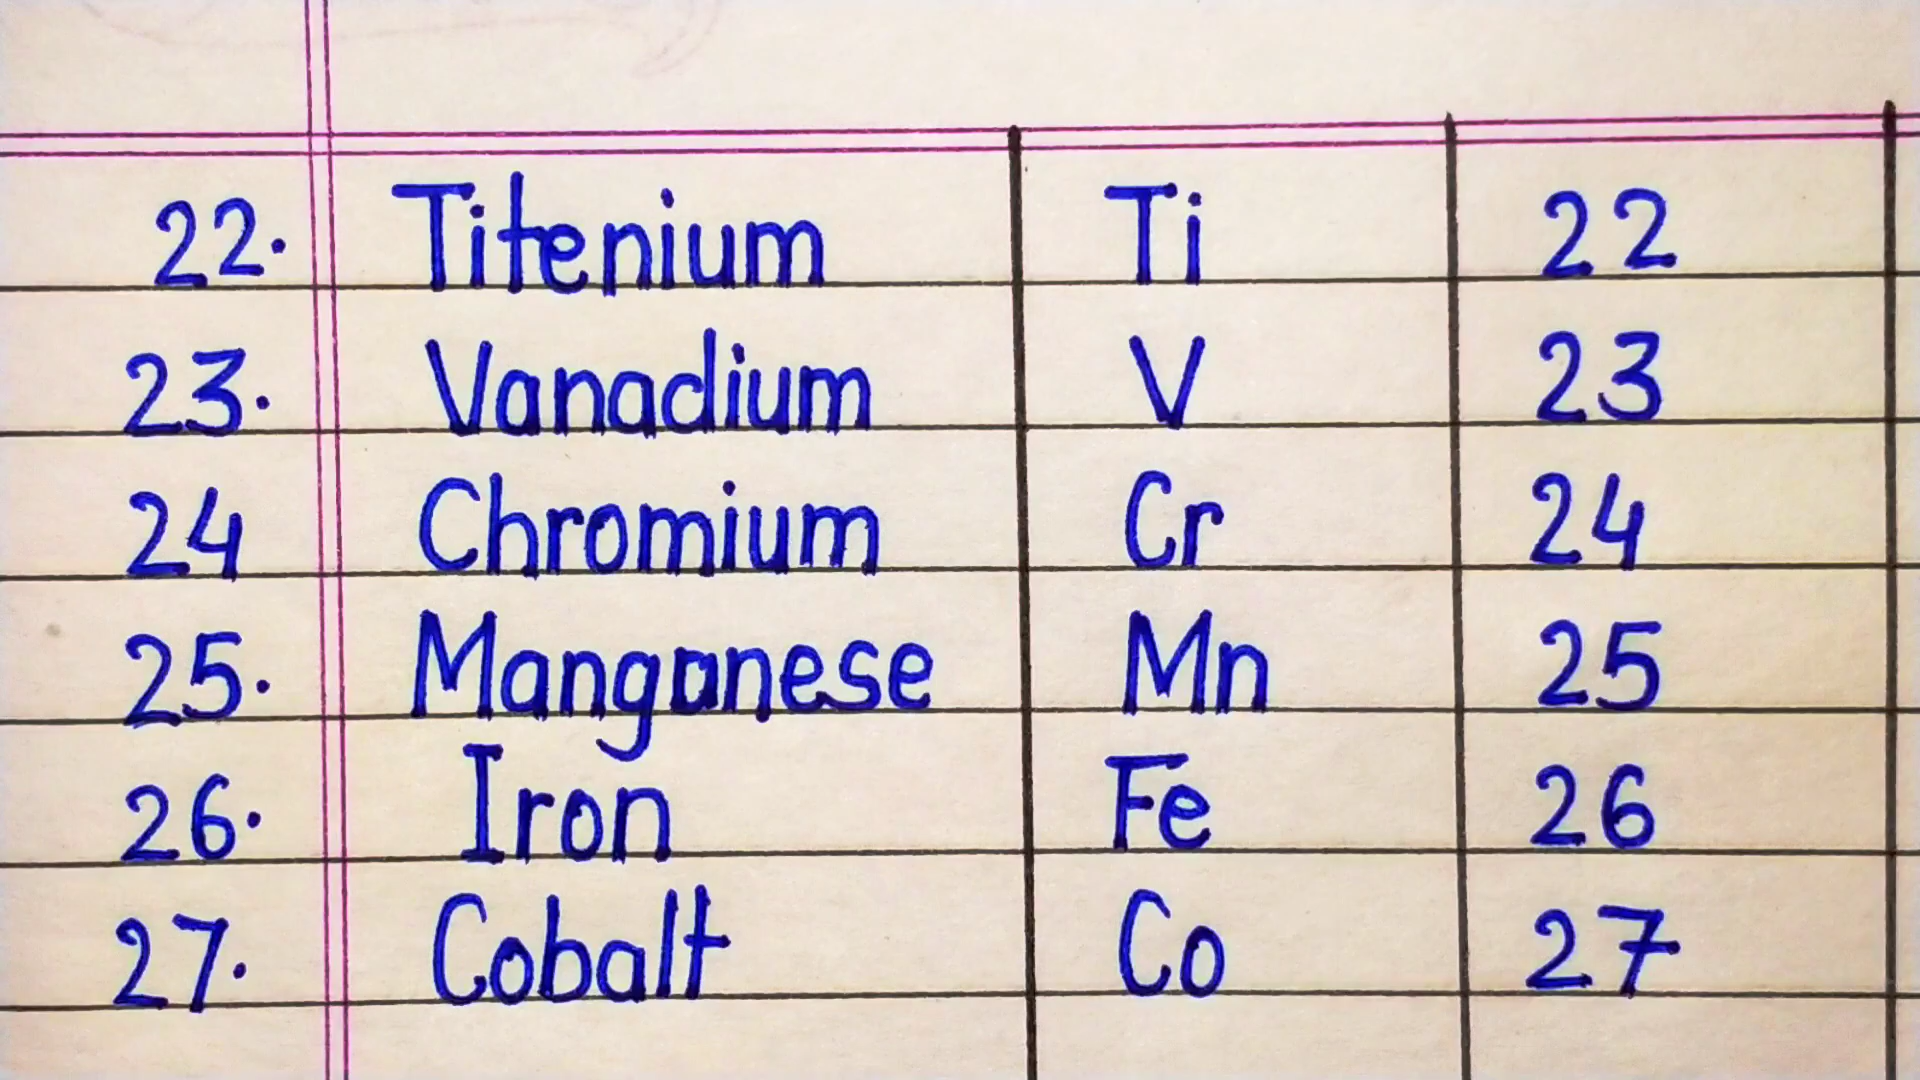 22. Titenium Ti 22
23. Vanadium V 23
24 Chromium Cr 24
25. Manganese Mn 25
26. Iron Fe 26
27. Cobalt Co 27